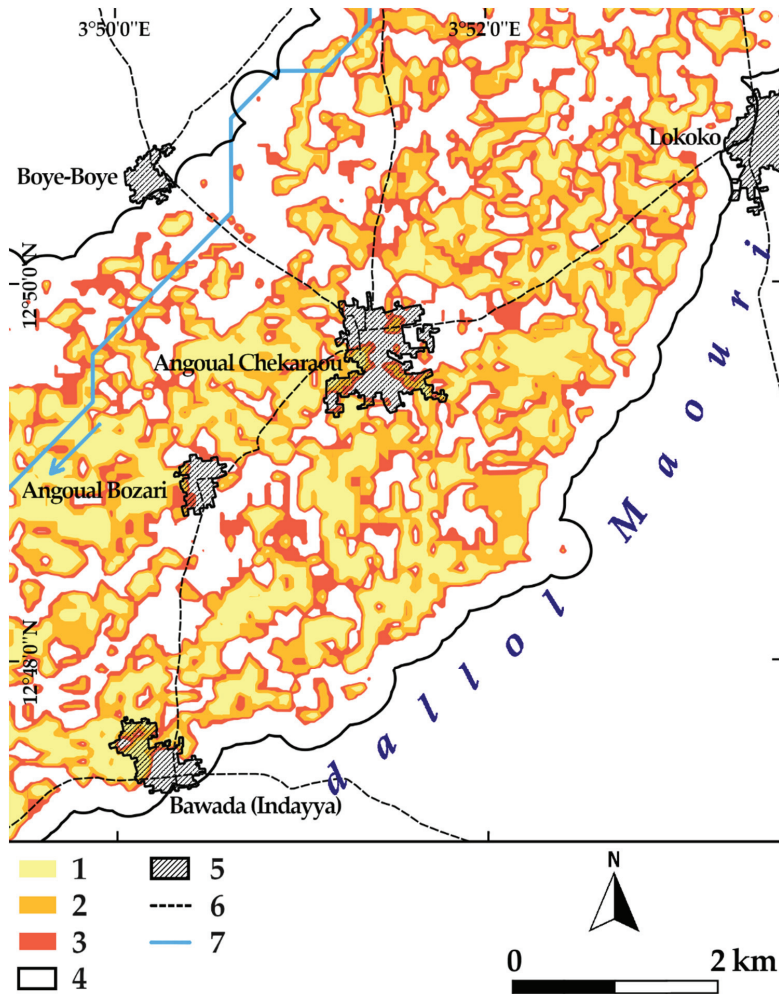 3°50'0"E 3°52'0"E
Lokoko
Boye-Boye
12°50'0"N
Angoual Chekaraou
Angoual Bozari
dallol Maouri
12°48'0"N
Bawada (Indayya)
1 5
2 6
3 7
4
N
0 2 km